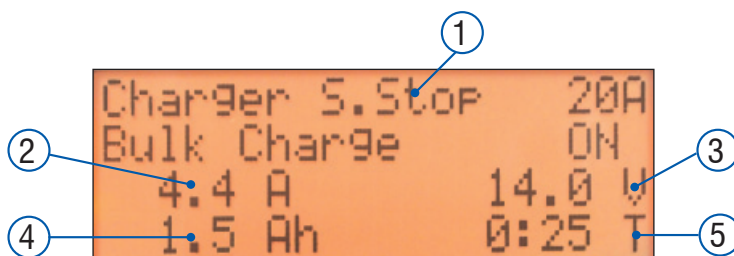 1
Charger S.Stop 20A
Bulk Charge ON
2 4.4 A 14.0 V 3
4 1.5 Ah 0:25 T 5